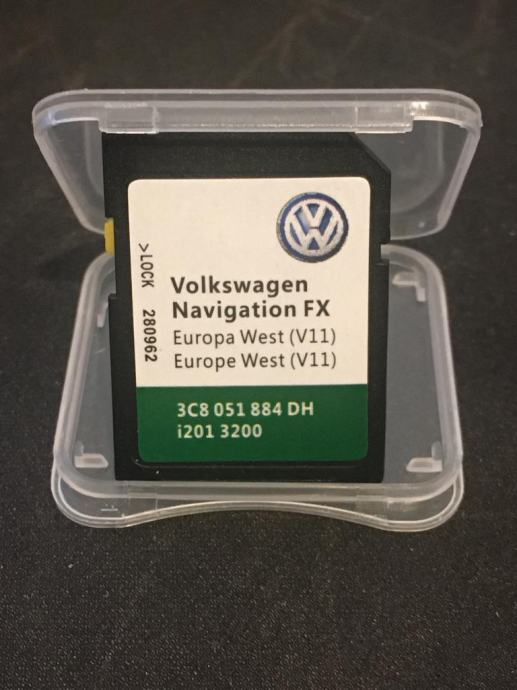 >LOCK 280962
Volkswagen
Navigation FX
Europa West (V11)
Europe West (V11)
3C8 051 884 DH
i201 3200